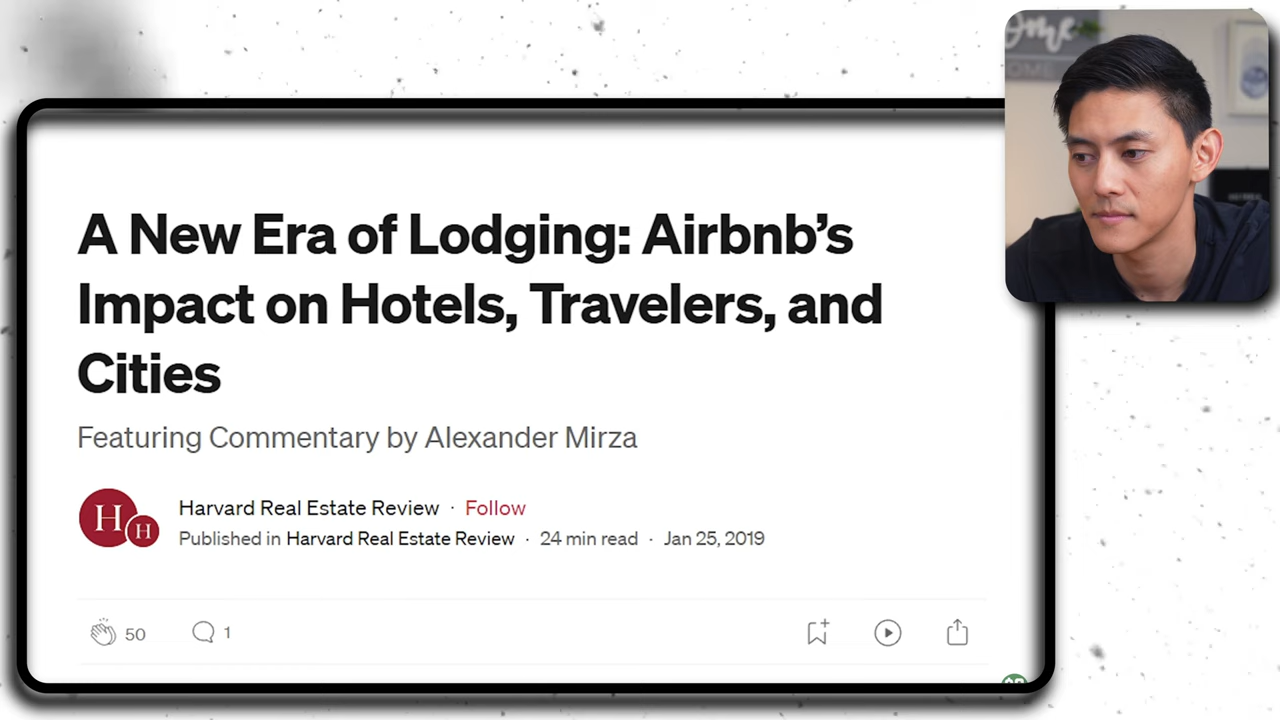 A New Era of Lodging: Airbnb’s
Impact on Hotels, Travelers, and
Cities
Featuring Commentary by Alexander Mirza
H
H
Harvard Real Estate Review · Follow
Published in Harvard Real Estate Review · 24 min read · Jan 25, 2019
50
1